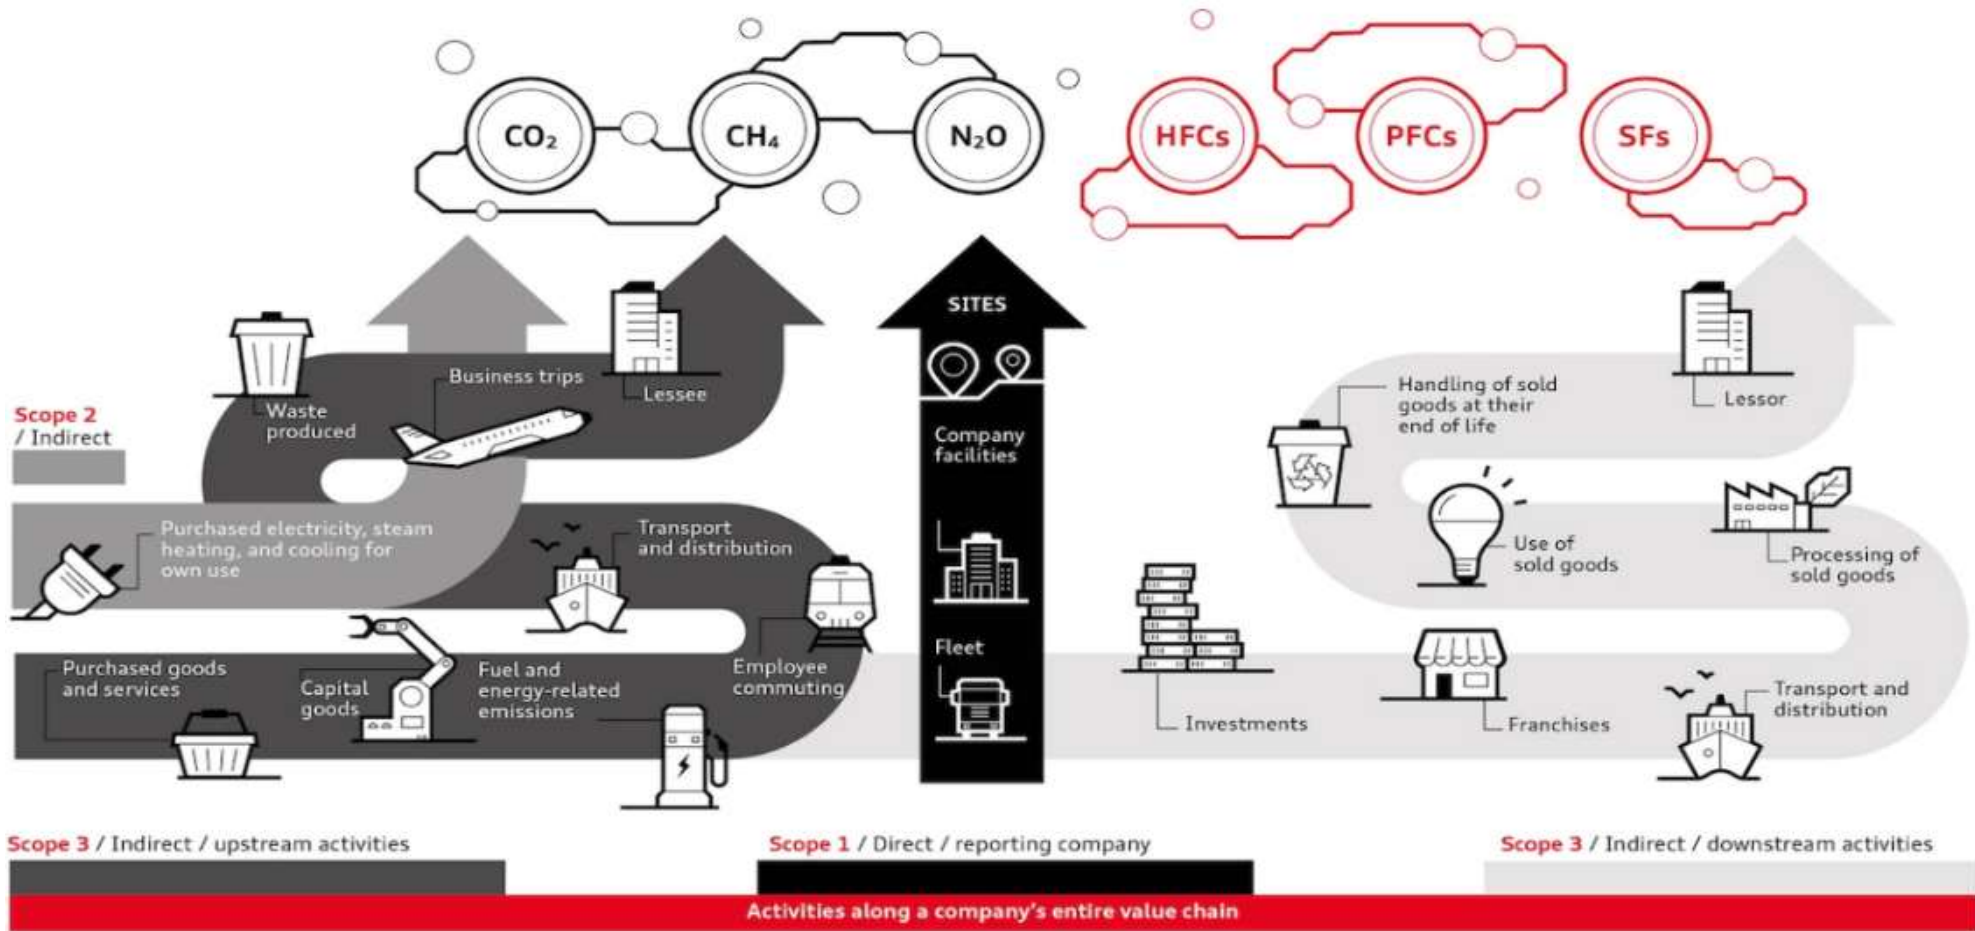 CO₂
CH₄
N₂O
HFCs
PFCs
SFs
SITES
Company
facilities
Fleet
Scope 2
/ Indirect
Waste
produced
Business trips
Lessee
Purchased electricity, steam
heating, and cooling for
own use
Transport
and distribution
Purchased goods
and services
Capital
goods
Fuel and
energy-related
emissions
Employee
commuting
Handling of sold
goods at their
end of life
Lessor
Use of
sold goods
Processing of
sold goods
Investments
Franchises
Transport and
distribution
Scope 3 / Indirect / upstream activities
Scope 1 / Direct / reporting company
Scope 3 / Indirect / downstream activities
Activities along a company's entire value chain